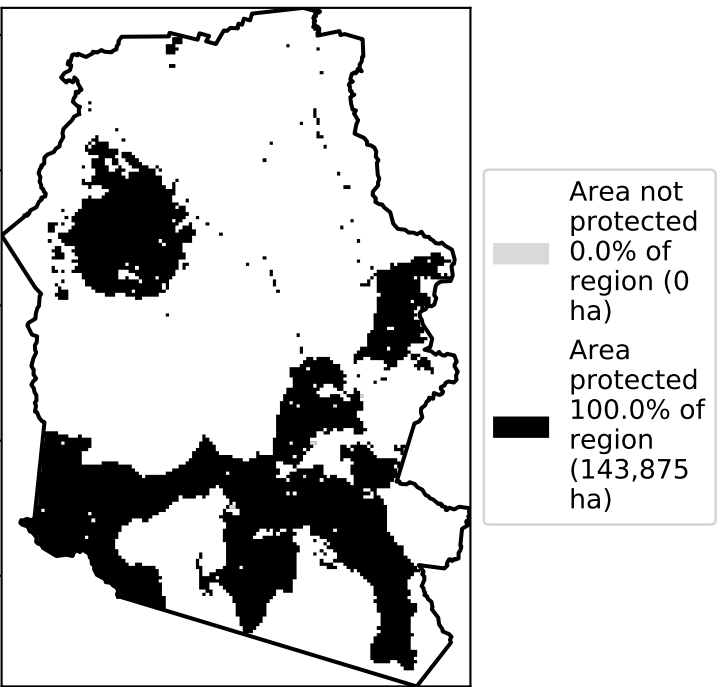 Area not
protected
0.0% of
region (0
ha)
Area
protected
100.0% of
region
(143,875
ha)